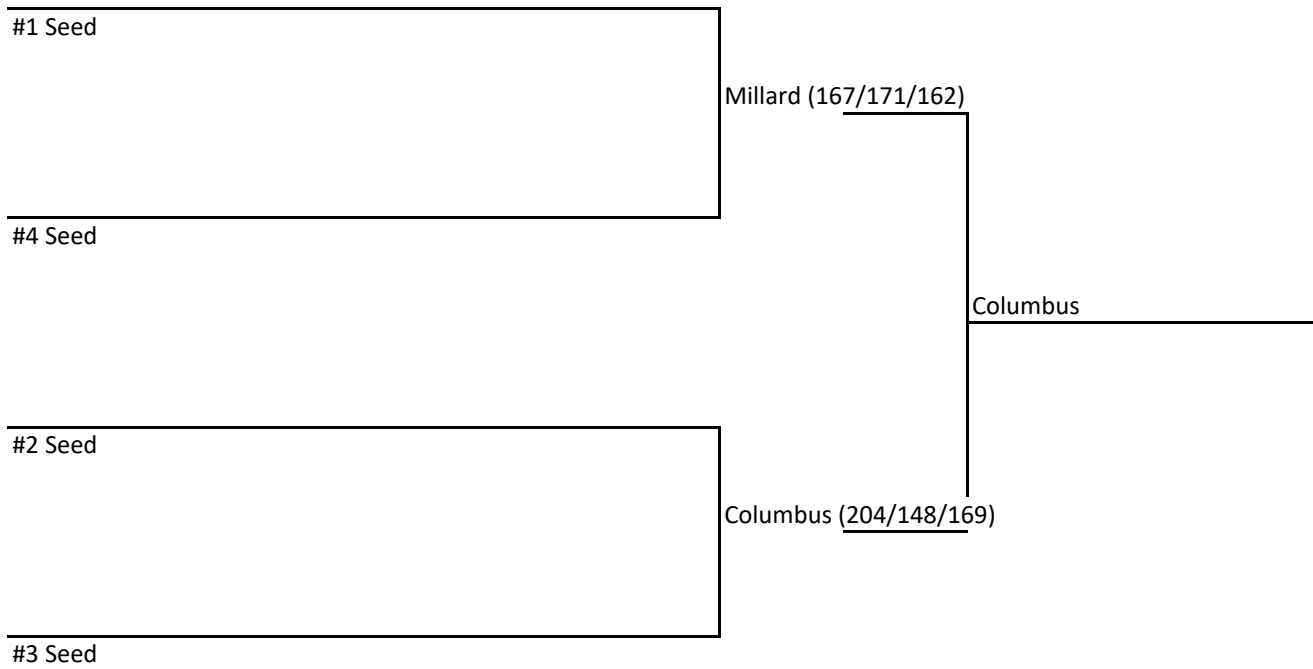 #1 Seed
Millard (167/171/162)
#4 Seed
Columbus
#2 Seed
Columbus (204/148/169)
#3 Seed